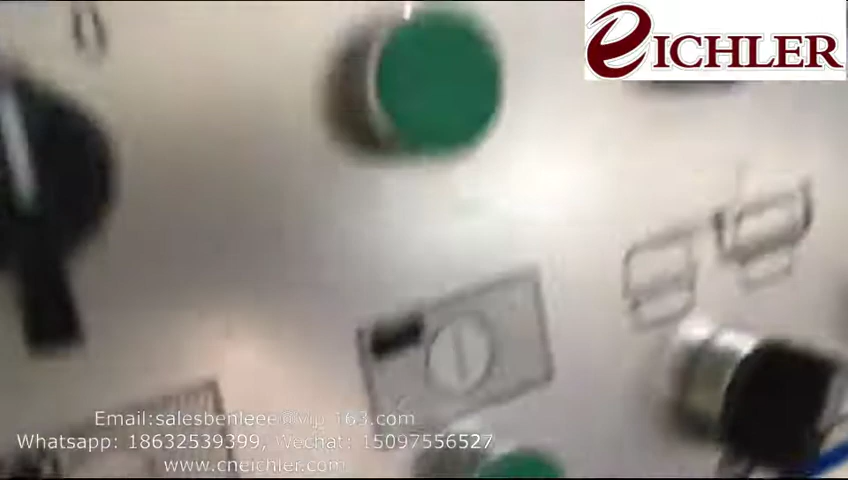 EICHLER
Email:salesbenleee@vip.163.com
WhatsApp: 18632539399, Wechat: 15097556527
www.cneichler.com